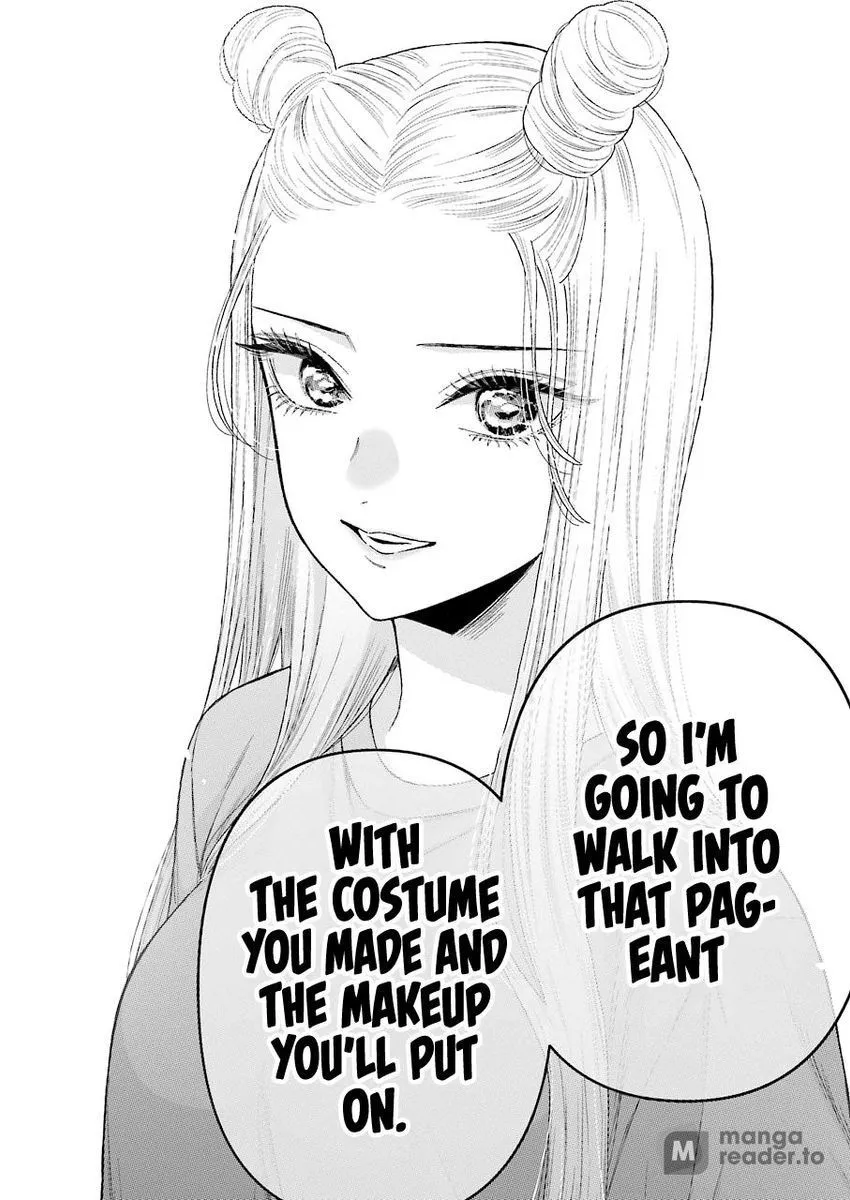 SO I'M
GOING TO
WALK INTO
THAT PAG-
EANT
WITH
THE COSTUME
YOU MADE AND
THE MAKEUP
YOU'LL PUT
ON.
M manga
reader.to